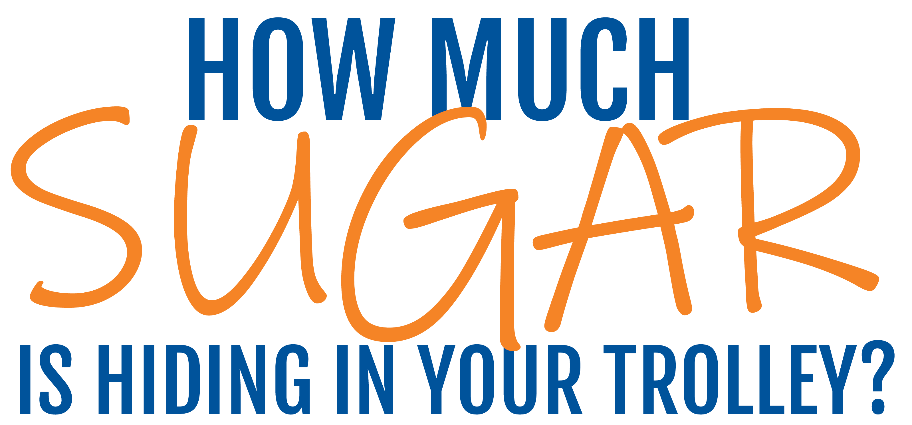 HOW MUCH
SUGAR
IS HIDING IN YOUR TROLLEY?